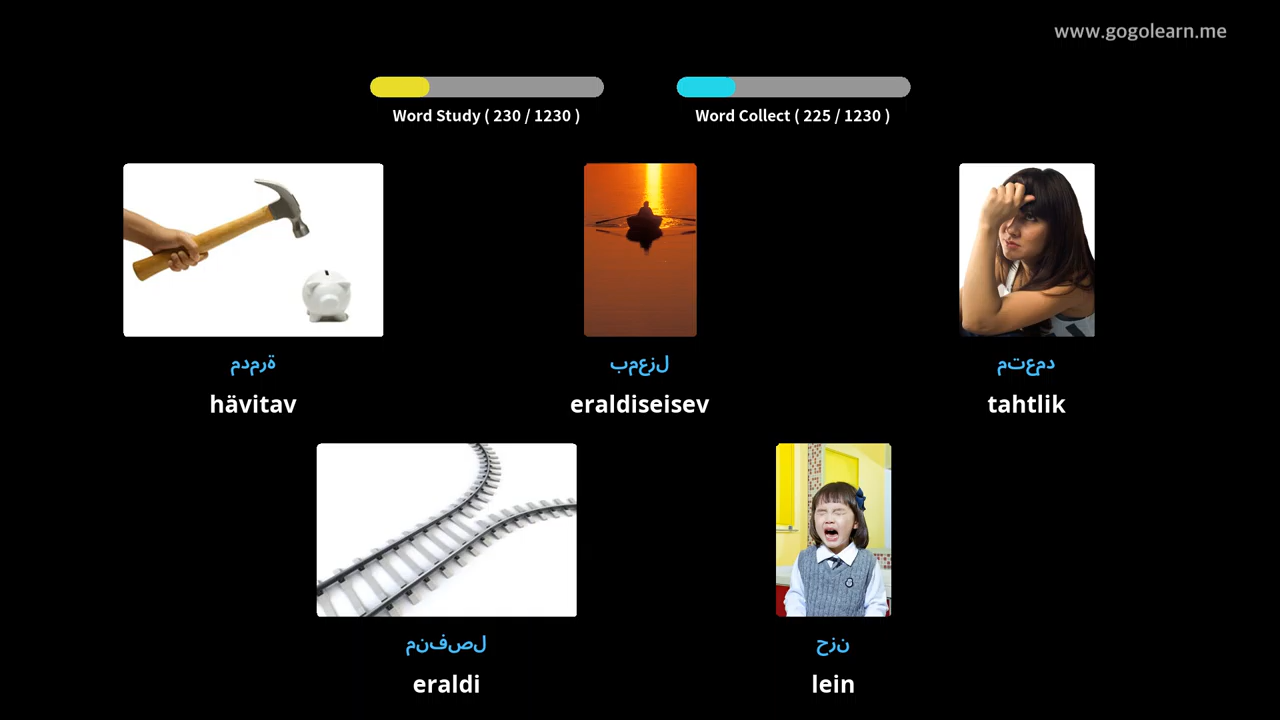 www.gogolearn.me
Word Study ( 230 / 1230 )
Word Collect ( 225 / 1230 )
مدمرة
بمعزل
متعمد
hävitav
eraldiseisev
tahtlik
منفصل
حزن
eraldi
lein